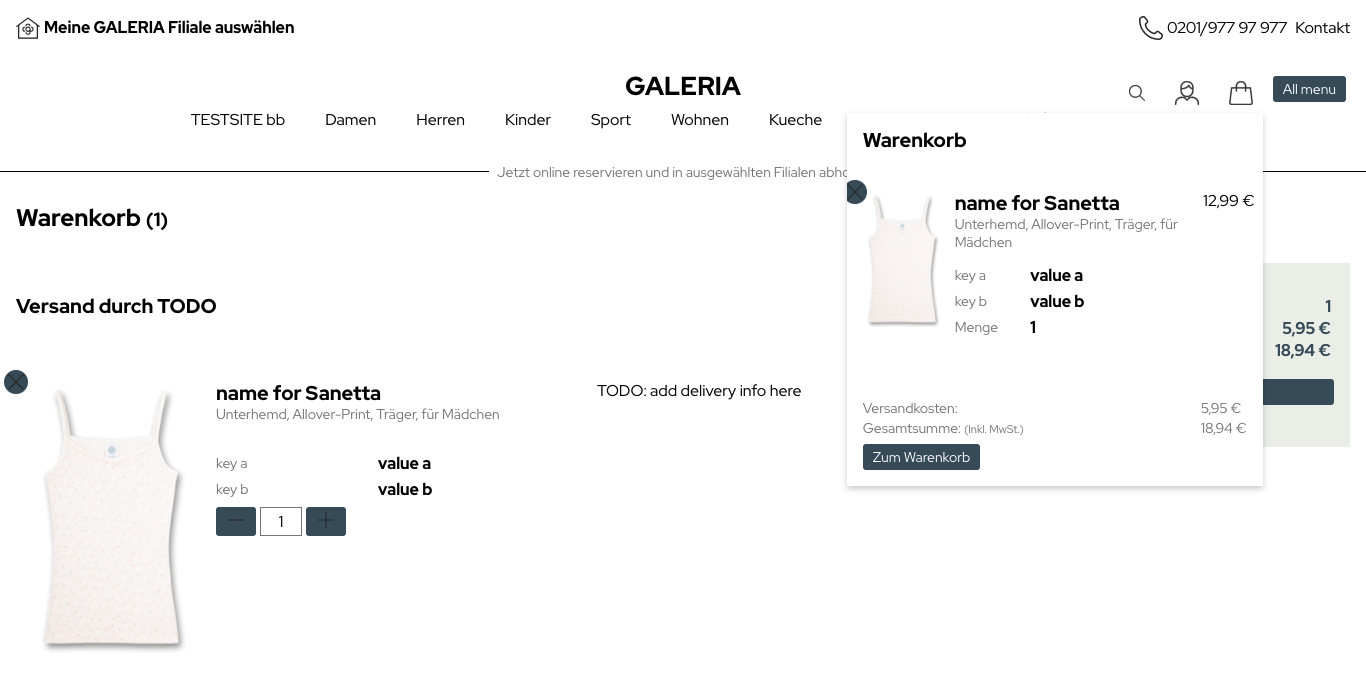 Meine GALERIA Filiale auswählen
0201/977 97 977 Kontakt
GALERIA
All menu
TESTSITE bb Damen Herren Kinder Sport Wohnen Kueche
Jetzt online reservieren und in ausgewählten Filialen
Warenkorb (1)
Versand durch TODO
name for Sanetta
Unterhemd, Allover-Print, Träger, für Mädchen
key a value a
key b value b
1
TODO: add delivery info here
Warenkorb
name for Sanetta 12,99 €
Unterhemd, Allover-Print, Träger, für
Mädchen
key a value a
key b value b
Menge 1
Versandkosten: 5,95 €
Gesamtsumme: (Inkl. MwSt.) 18,94 €
Zum Warenkorb
1
5,95 €
18,94 €